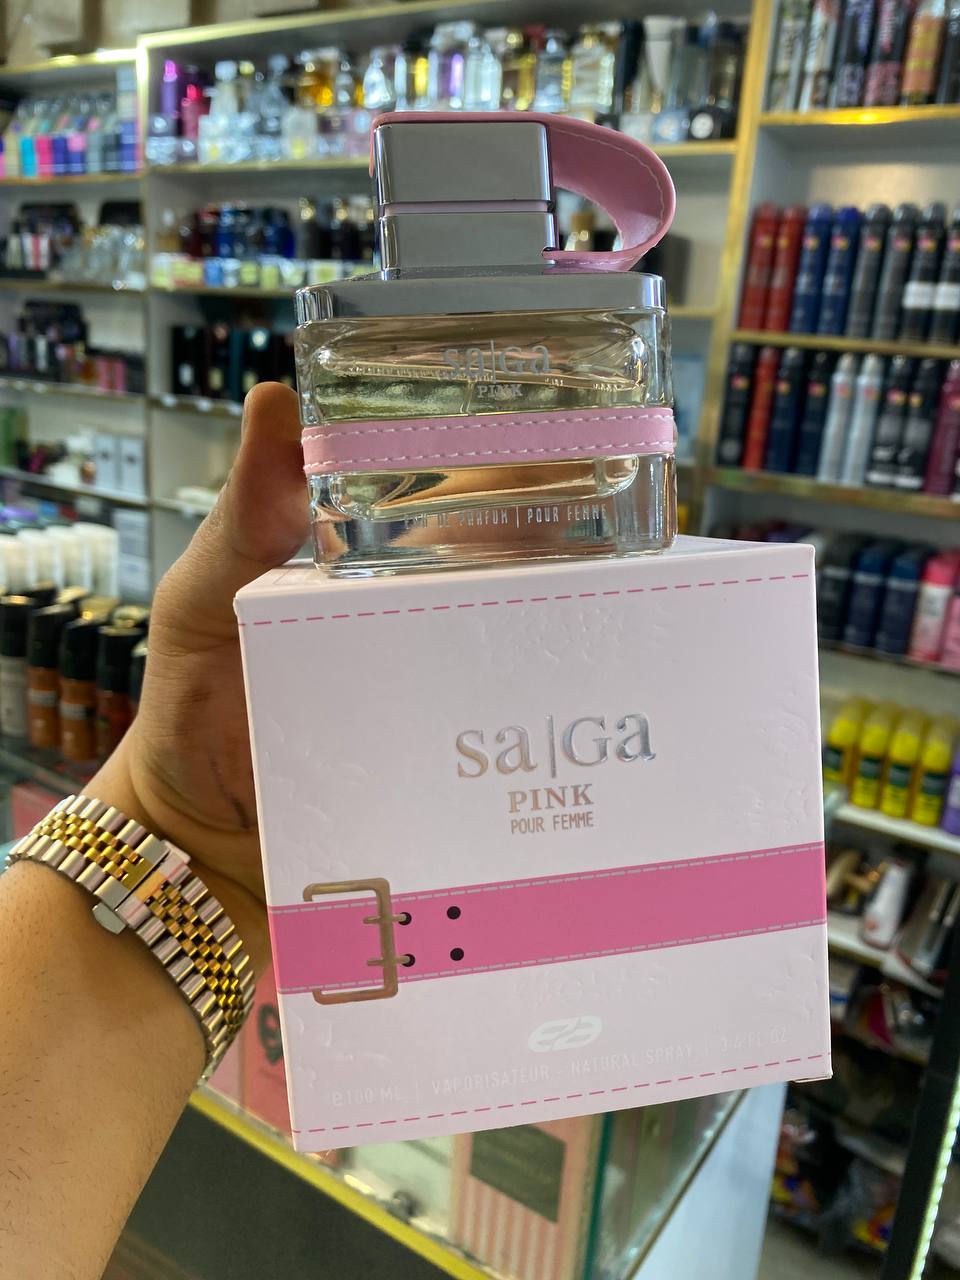 sa|Ga
PINK
EAU DE PARFUM | POUR FEMME
sa|Ga
PINK
POUR FEMME
100 ML | VAPORISATEUR - NATURAL SPRAY 3.4 FL.OZ